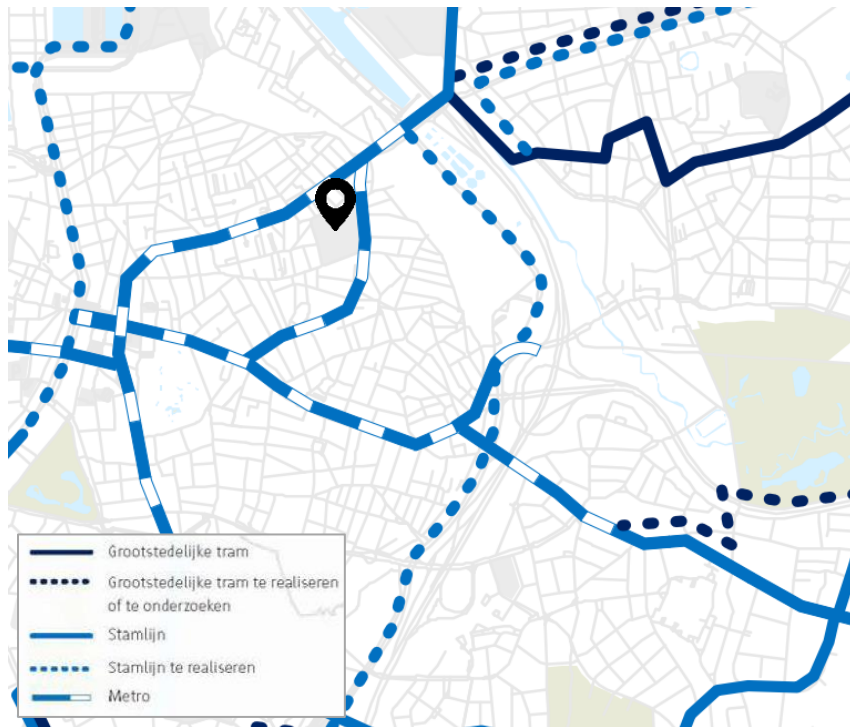 Grootstedelijke tram
Grootstedelijke tram te realiseren
of te onderzoeken
Stamlijn
Stamlijn te realiseren
Metro